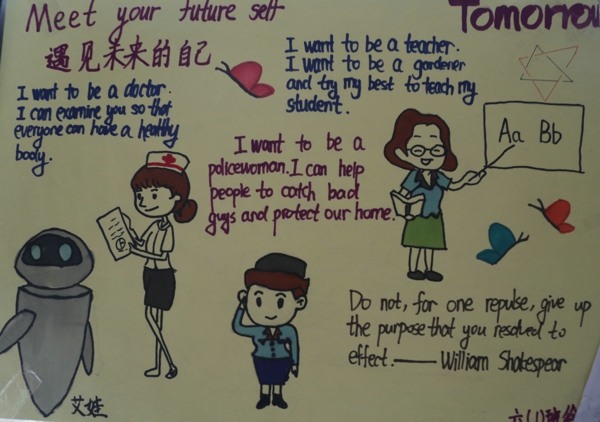 Meet your future self
遇见未来的自己
I want to be a doctor.
I can examine you so that
everyone can have a healthy
body.
I want to be a teacher.
I want to be a gardener
and try my best to teach my
student.
Aa Bb
I want to be a
policewoman. I can help
people to catch bad
guys and protect our home.
Do not, for one repulse, give up
the purpose that you resolved to
effect.——William Shakespear
艾娃
六(1)班